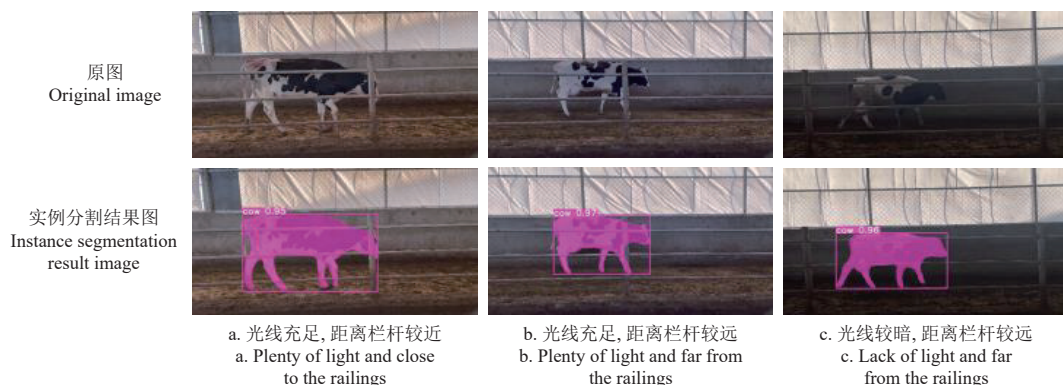 原图
Original image
实例分割结果图
Instance segmentation
result image
cow 0.95
cow 0.97
cow 0.96
a. 光线充足, 距离栏杆较近
a. Plenty of light and close
to the railings
b. 光线充足, 距离栏杆较远
b. Plenty of light and far from
the railings
c. 光线较暗, 距离栏杆较远
c. Lack of light and far
from the railings